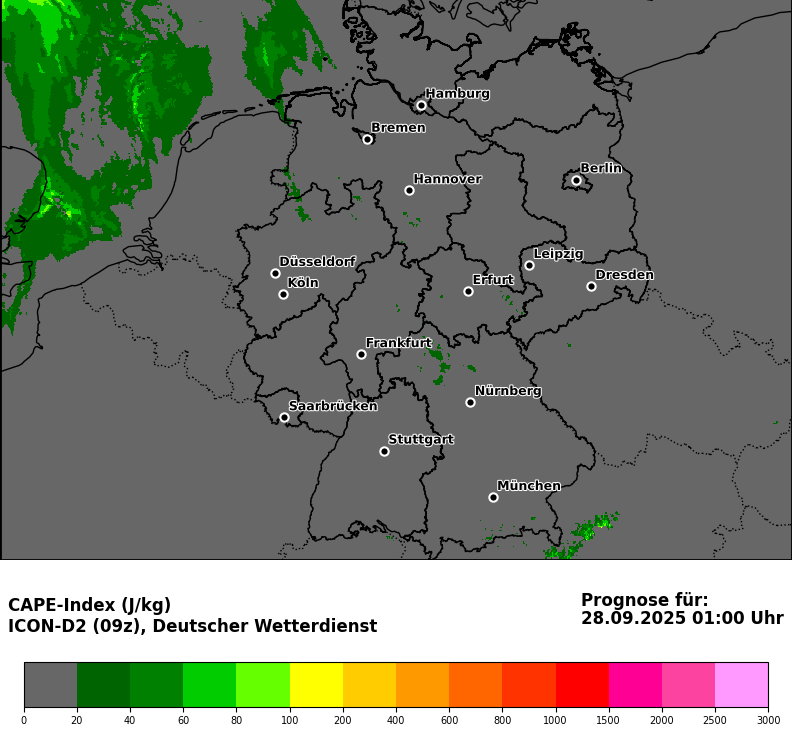 Hamburg
Bremen
Berlin
Hannover
Leipzig
Düsseldorf
Dresden
Köln
Erfurt
Frankfurt
Nürnberg
Saarbrücken
Stuttgart
München
CAPE-Index (J/kg)
ICON-D2 (09z), Deutscher Wetterdienst
Prognose für:
28.09.2025 01:00 Uhr
0 20 40 60 80 100 200 400 600 800 1000 1500 2000 2500 3000